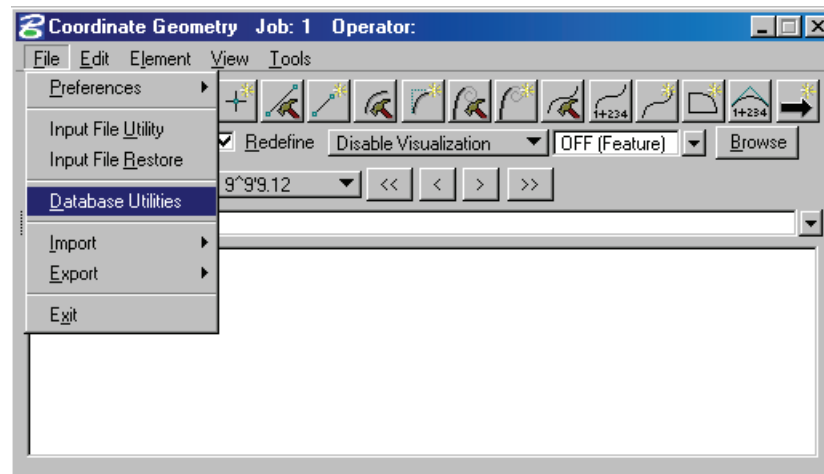 Coordinate Geometry Job: 1 Operator:
File Edit Element View Tools
Preferences
Input File Utility
Input File Restore
Database Utilities
Import
Export
Exit
1+234
1+234
Redefine
Disable Visualization
OFF (Feature)
Browse
9^9'9.12
<<
<
>
>>